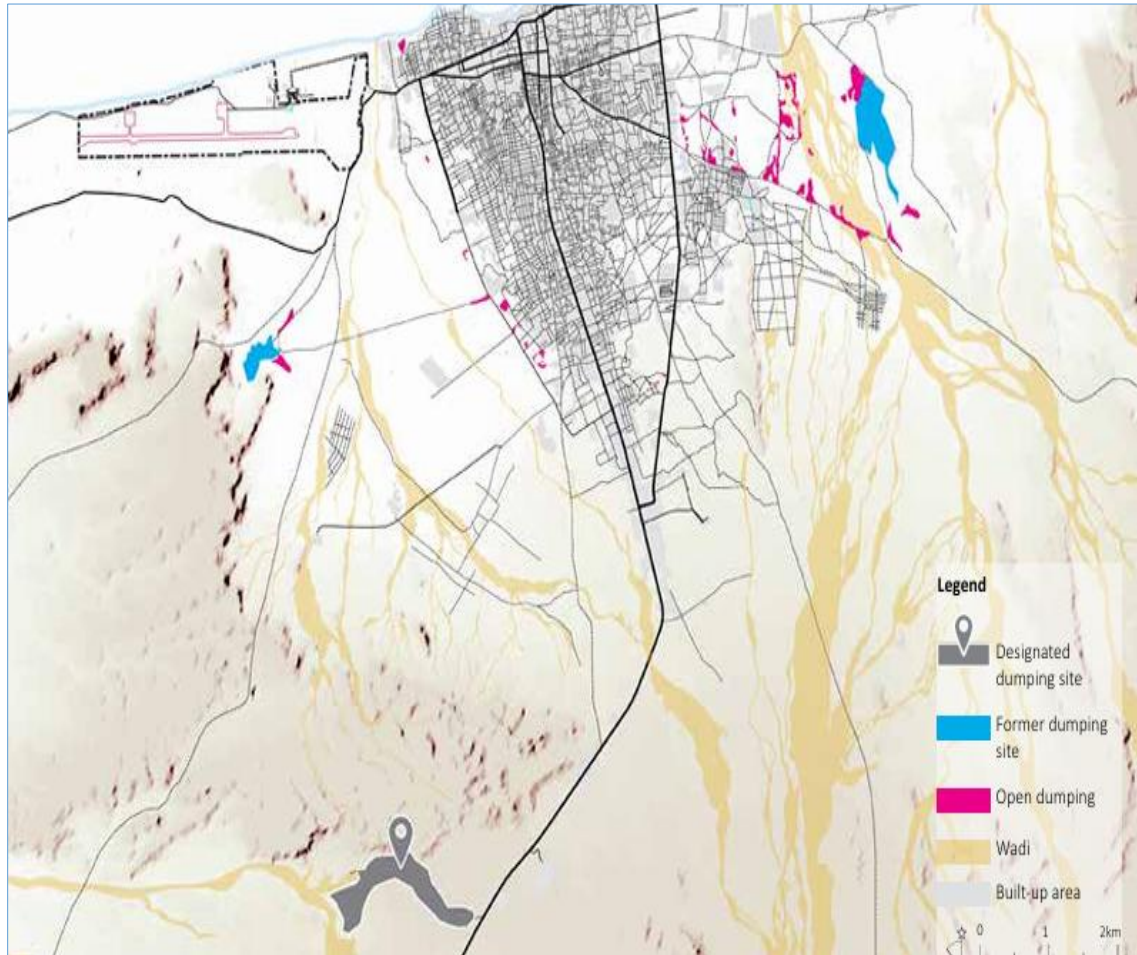 Legend
Designated
dumping site
Former dumping
site
Open dumping
Wadi
Built-up area
0 1 2km